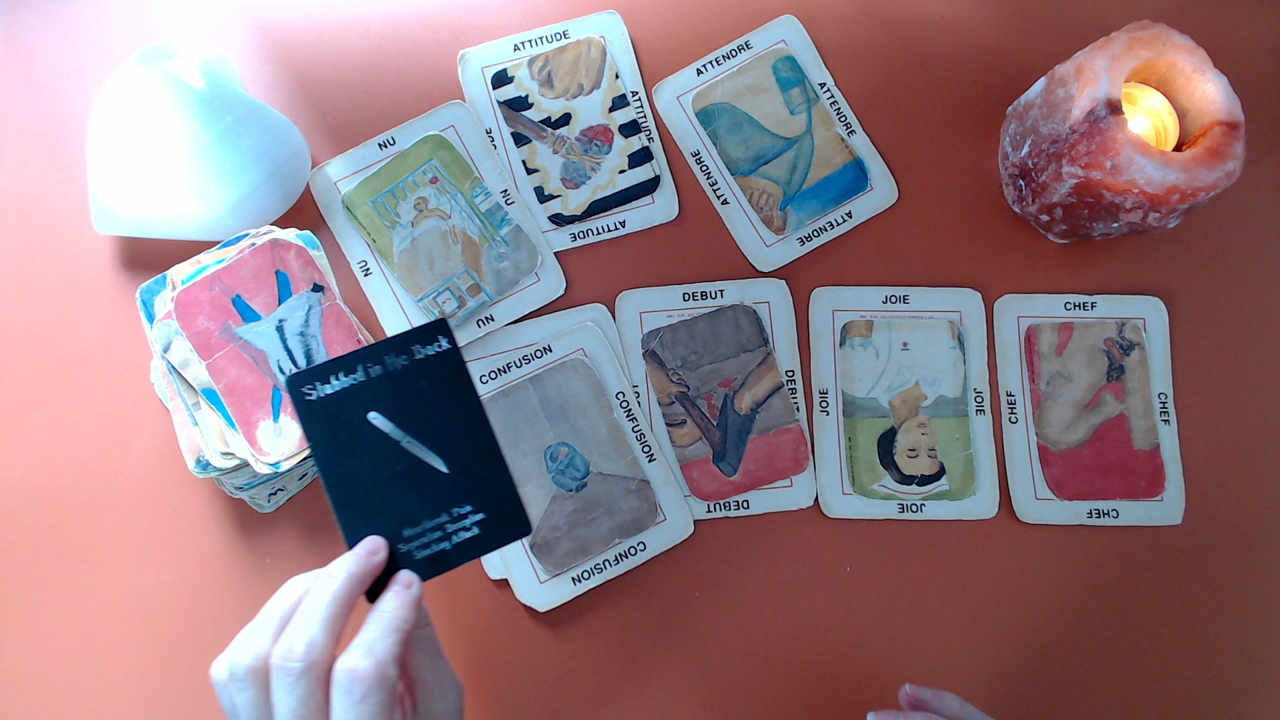 ATTITUDE
ATTITUDE
ATTITUDE
ATTENDRE
ATTENDRE
ATTENDRE
ATTENDRE
NU
NU
NU
NU
Stabbed in the Back
CONFUSION
CONFUSION
CONFUSION
DEBUT
DEBUT
DEBUT
JOIE
JOIE
JOIE
JOIE
CHEF
CHEF
CHEF
CHEF